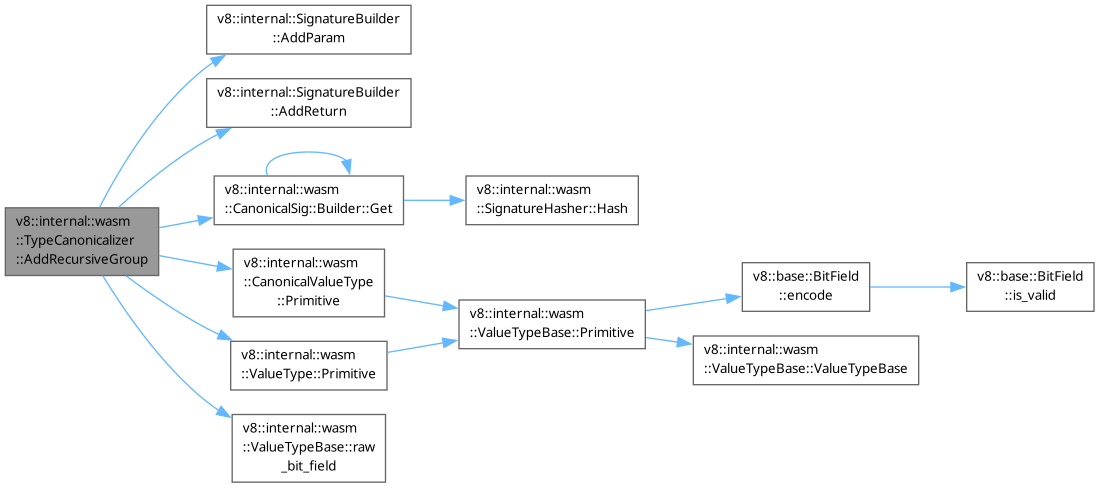 v8::internal::SignatureBuilder
::AddParam
v8::internal::SignatureBuilder
::AddReturn
v8::internal::wasm
::CanonicalSig::Builder::Get
v8::internal::wasm
::SignatureHasher::Hash
v8::internal::wasm
::TypeCanonicalizer
::AddRecursiveGroup
v8::internal::wasm
::CanonicalValueType
::Primitive
v8::base::BitField
::encode
v8::base::BitField
::is_valid
v8::internal::wasm
::ValueTypeBase::Primitive
v8::internal::wasm
::ValueType::Primitive
v8::internal::wasm
::ValueTypeBase::ValueTypeBase
v8::internal::wasm
::ValueTypeBase::raw
_bit_field